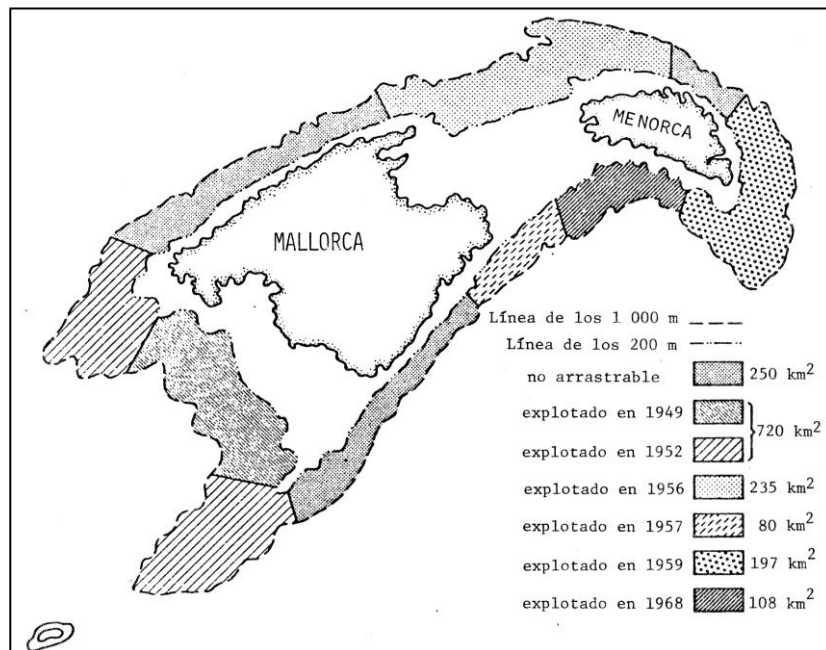 MENORCA
MALLORCA
Línea de los 1 000 m
Línea de los 200 m
no arrastrable 250 km²
explotado en 1949
720 km²
explotado en 1952
explotado en 1956 235 km²
explotado en 1957 80 km²
explotado en 1959 197 km²
explotado en 1968 108 km²